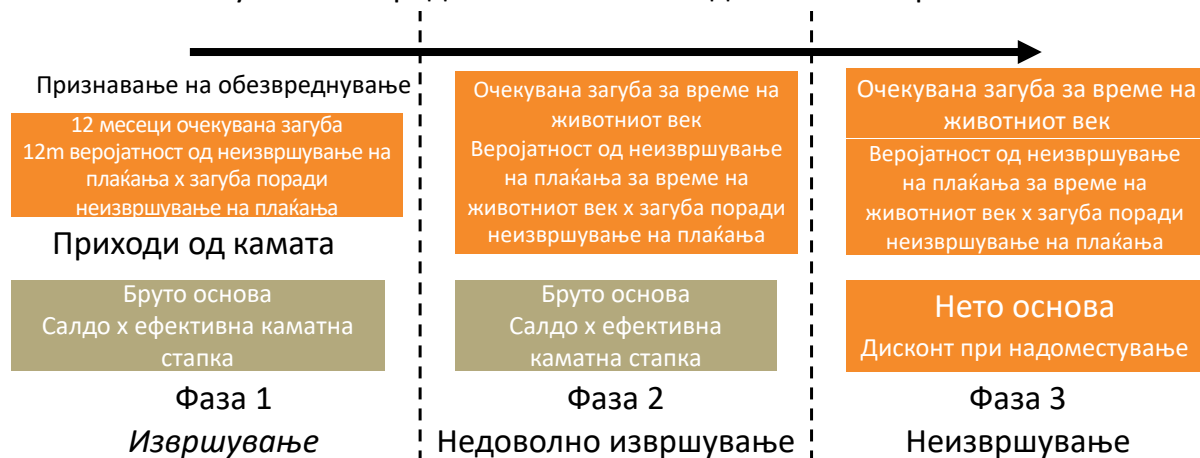 Признавање на обезвреднување
12 месеци очекувана загуба
12m веројатност од неизвршување на
плаќања x загуба поради
неизвршување на плаќања
Приходи од камата
Бруто основа
Салдо x ефективна каматна
стапка
Фаза 1
Извршување
Очекувана загуба за време на
животниот век
Веројатност од неизвршување
на плаќања за време на
животниот век x загуба поради
неизвршување на плаќања
Бруто основа
Салдо x ефективна
каматна стапка
Фаза 2
Недоволно извршување
Очекувана загуба за време на
животниот век
Веројатност од неизвршување
на плаќања за време на
животниот век x загуба поради
неизвршување на плаќања
Нето основа
Дисконт при надоместување
Фаза 3
Неизвршување